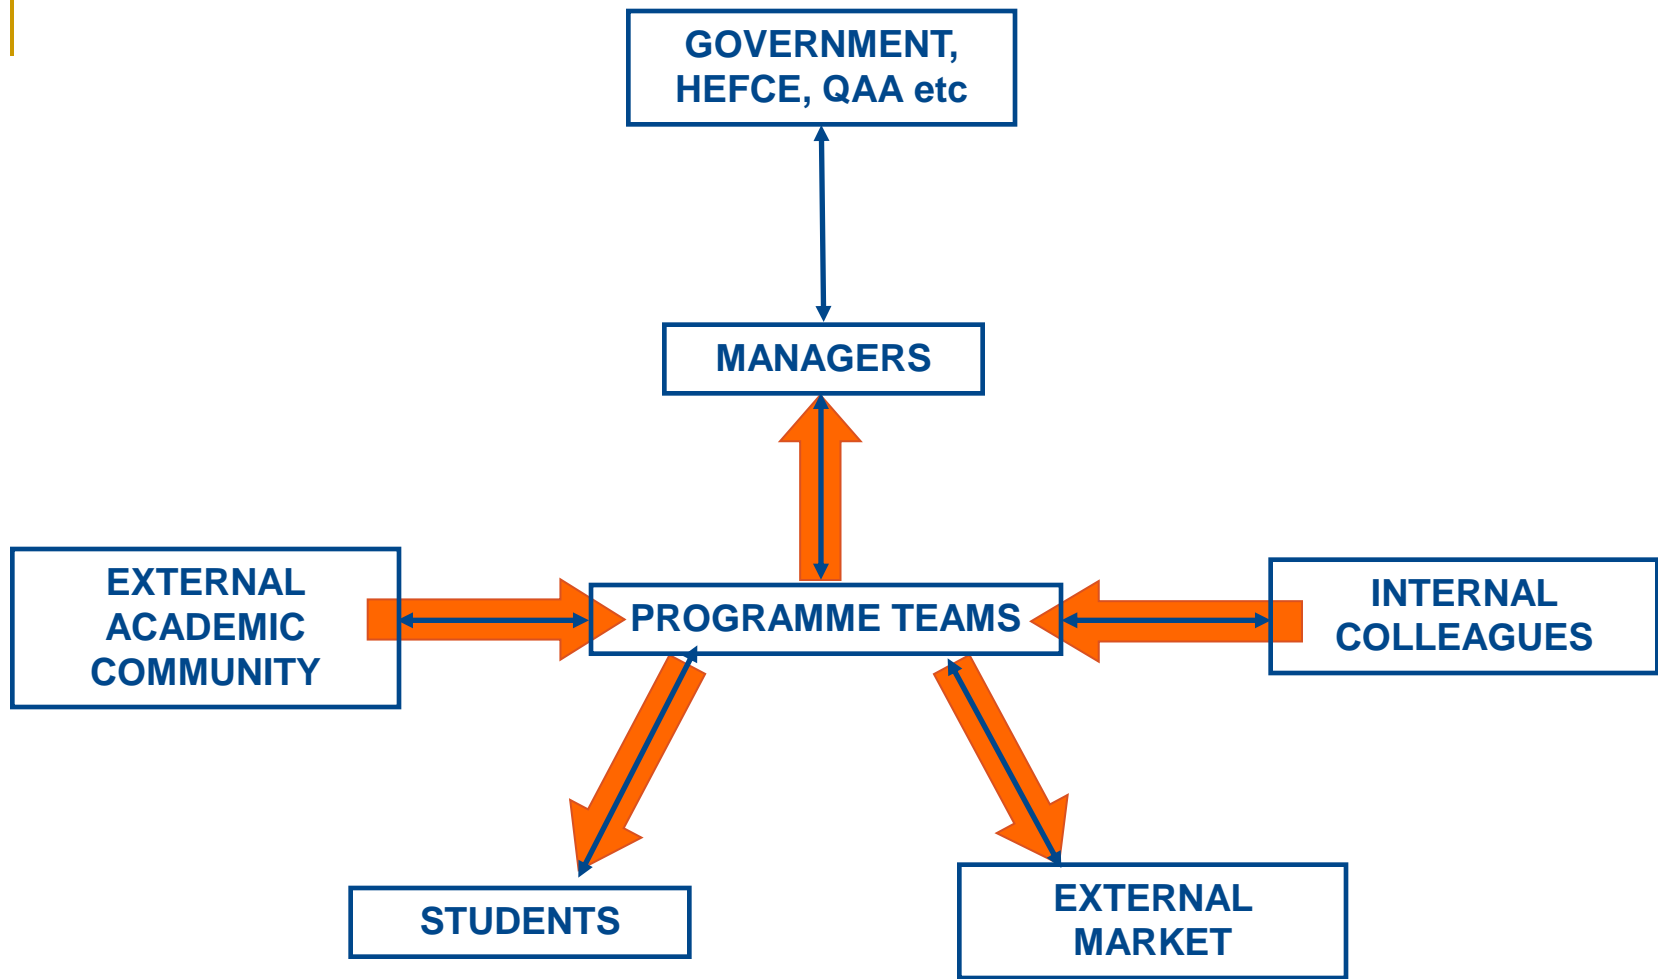 GOVERNMENT,
HEFCE, QAA etc
MANAGERS
EXTERNAL
ACADEMIC
COMMUNITY
PROGRAMME TEAMS
INTERNAL
COLLEAGUES
STUDENTS
EXTERNAL
MARKET